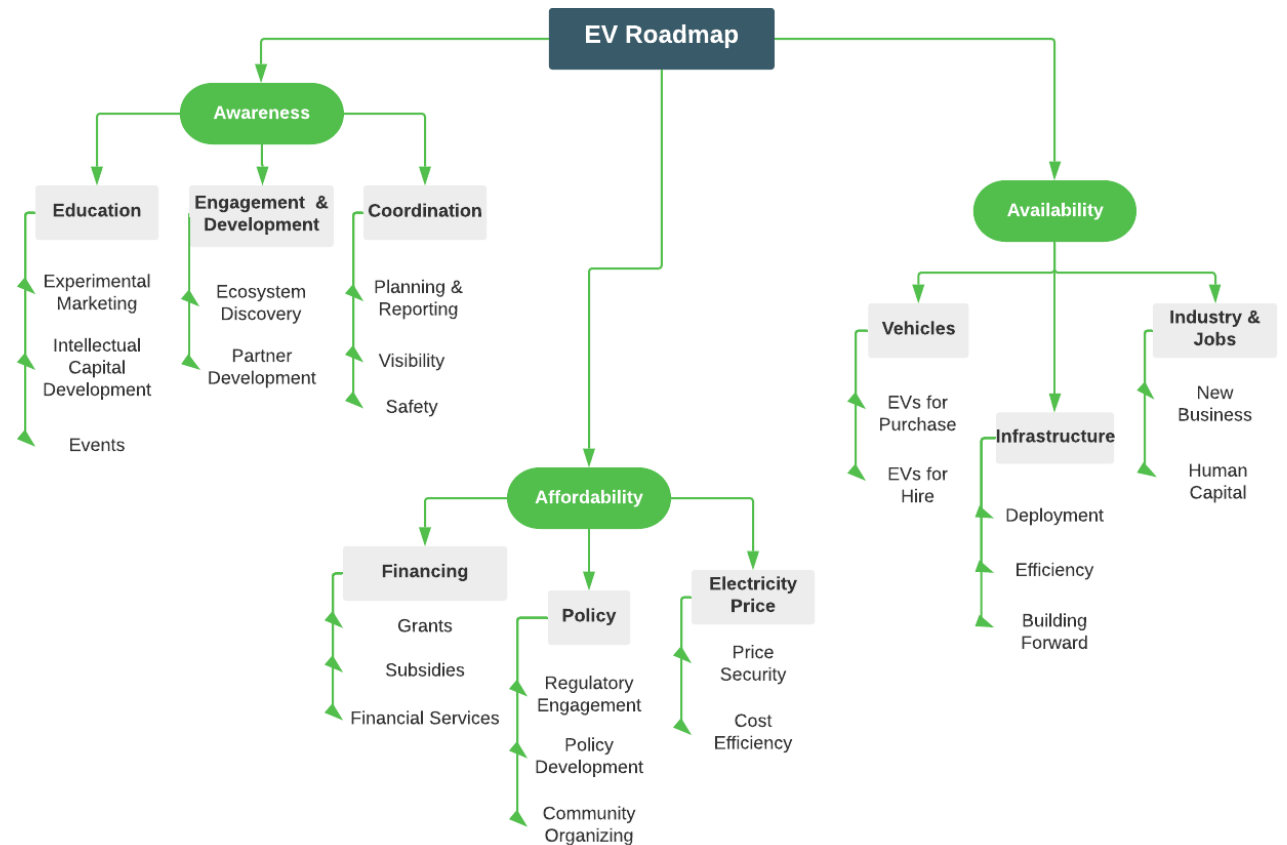 EV Roadmap
Awareness
Education
Experimental
Marketing
Intellectual
Capital
Development
Events
Engagement &
Development
Ecosystem
Discovery
Partner
Development
Coordination
Planning &
Reporting
Visibility
Safety
Affordability
Financing
Grants
Subsidies
Financial Services
Policy
Regulatory
Engagement
Policy
Development
Community
Organizing
Electricity
Price
Price
Security
Cost
Efficiency
Availability
Vehicles
EVs for
Purchase
EVs for
Hire
Infrastructure
Deployment
Efficiency
Building
Forward
Industry &
Jobs
New
Business
Human
Capital